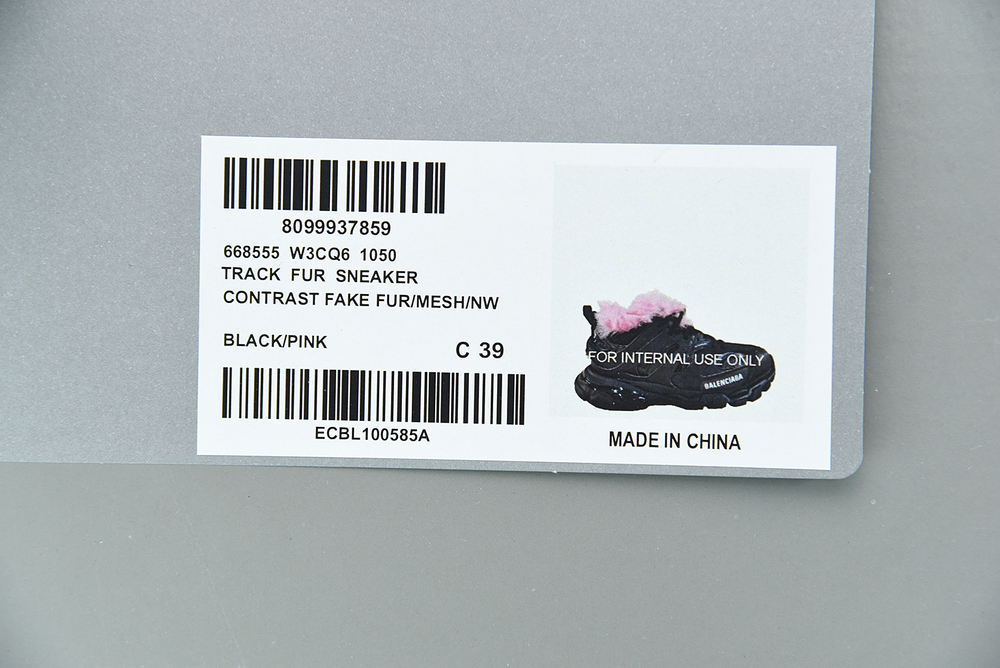 8099937859
668555 W3CQ6 1050
TRACK FUR SNEAKER
CONTRAST FAKE FUR/MESH/NW
BLACK/PINK
C 39
ECBL100585A
FOR INTERNAL USE ONLY
BALENCIAGA
MADE IN CHINA